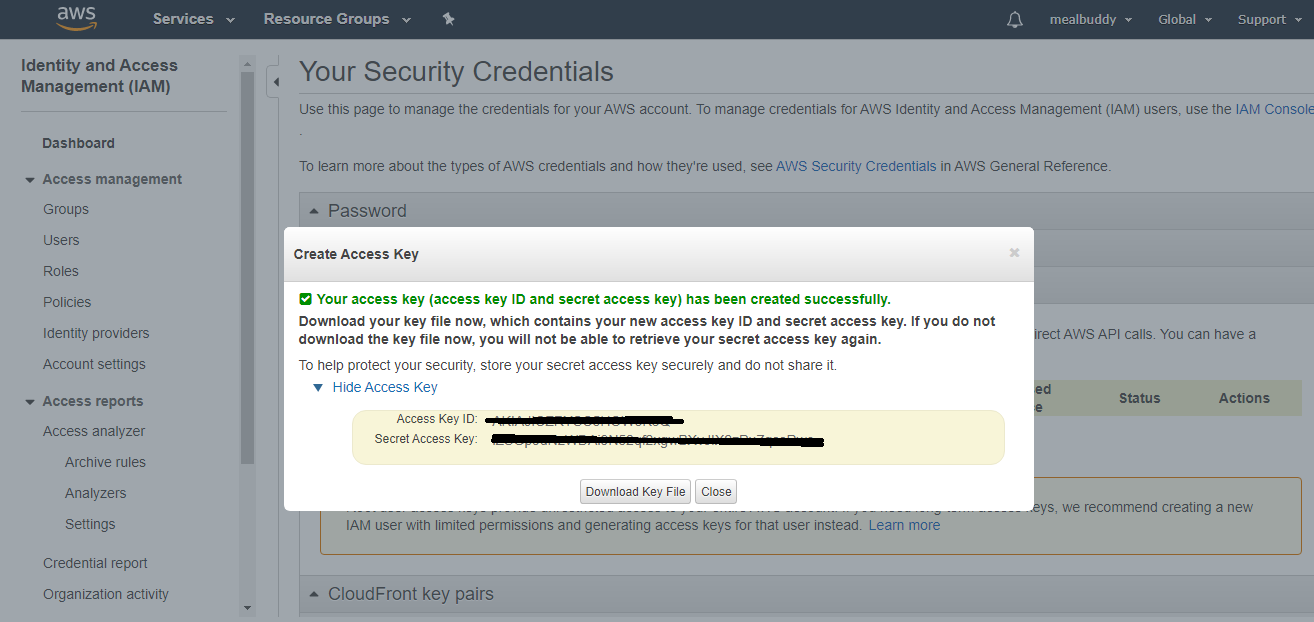 aws
Services
Resource Groups
mealbuddy
Global
Support
Identity and Access
Management (IAM)
Dashboard
Access management
Groups
Users
Roles
Policies
Identity providers
Account settings
Access reports
Access analyzer
Archive rules
Analyzers
Settings
Credential report
Organization activity
Your Security Credentials
Use this page to manage the credentials for your AWS account. To manage credentials for AWS Identity and Access Management (IAM) users, use the IAM Console
.
To learn more about the types of AWS credentials and how they're used, see AWS Security Credentials in AWS General Reference.
Password
Create Access Key
Your access key (access key ID and secret access key) has been created successfully.
Download your key file now, which contains your new access key ID and secret access key. If you do not
download the key file now, you will not be able to retrieve your secret access key again.
To help protect your security, store your secret access key securely and do not share it.
Hide Access Key
Access Key ID:
Secret Access Key:
Download Key File
Close
AWS API calls. You can have a
Status
Actions
we recommend creating a new
IAM user with limited permissions and generating access keys for that user instead. Learn more
CloudFront key pairs